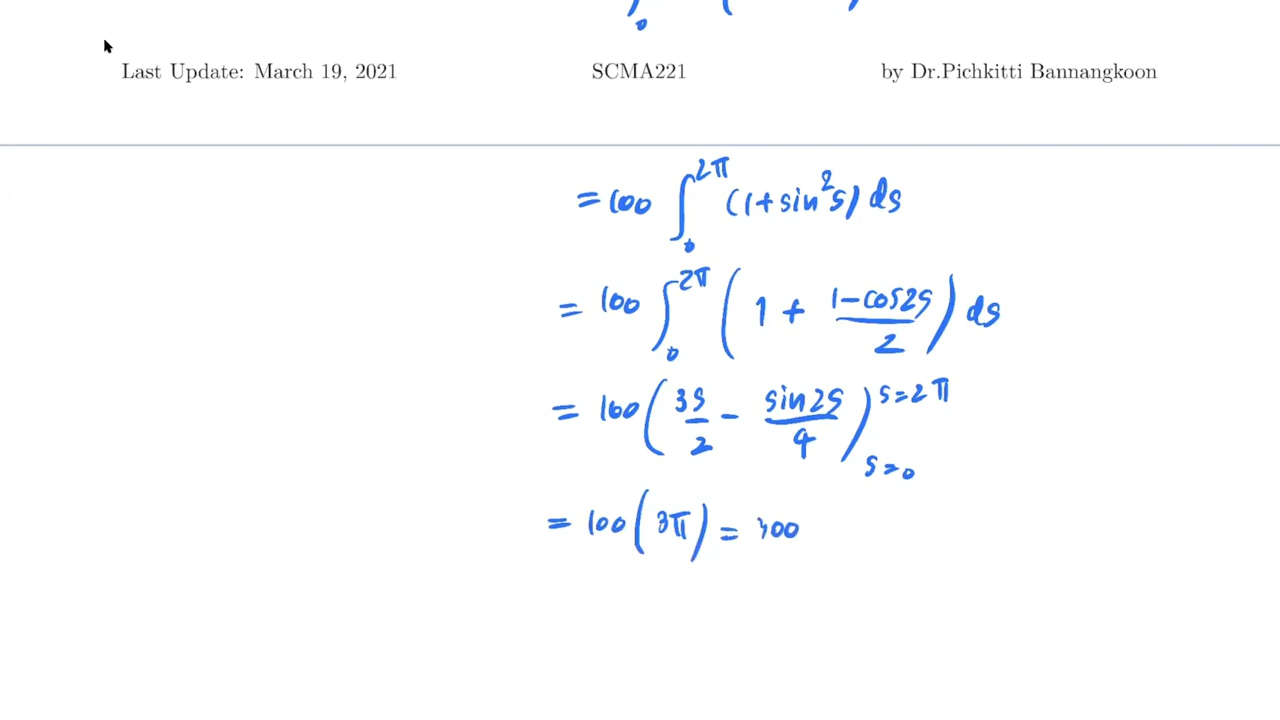 Last Update: March 19, 2021 SCMA221 by Dr.Pichkitti Bannangkoon
= 100 ∫₀^{2π} (1 + sin²s) ds
= 100 ∫₀^{2π} (1 + (1 - cos2s)/2) ds
= 100 (3s/2 - sin2s/4)_{s=0}^{s=2π}
= 100 (3π) = 300